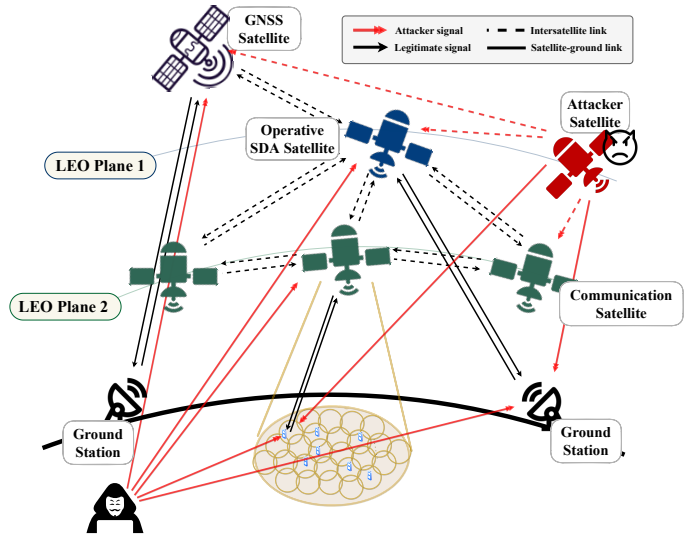 GNSS
Satellite
Attacker signal
Intersatellite link
Legitimate signal
Satellite-ground link
Attacker
Satellite
Operative
SDA Satellite
LEO Plane 1
LEO Plane 2
Communication
Satellite
Ground
Station
Ground
Station